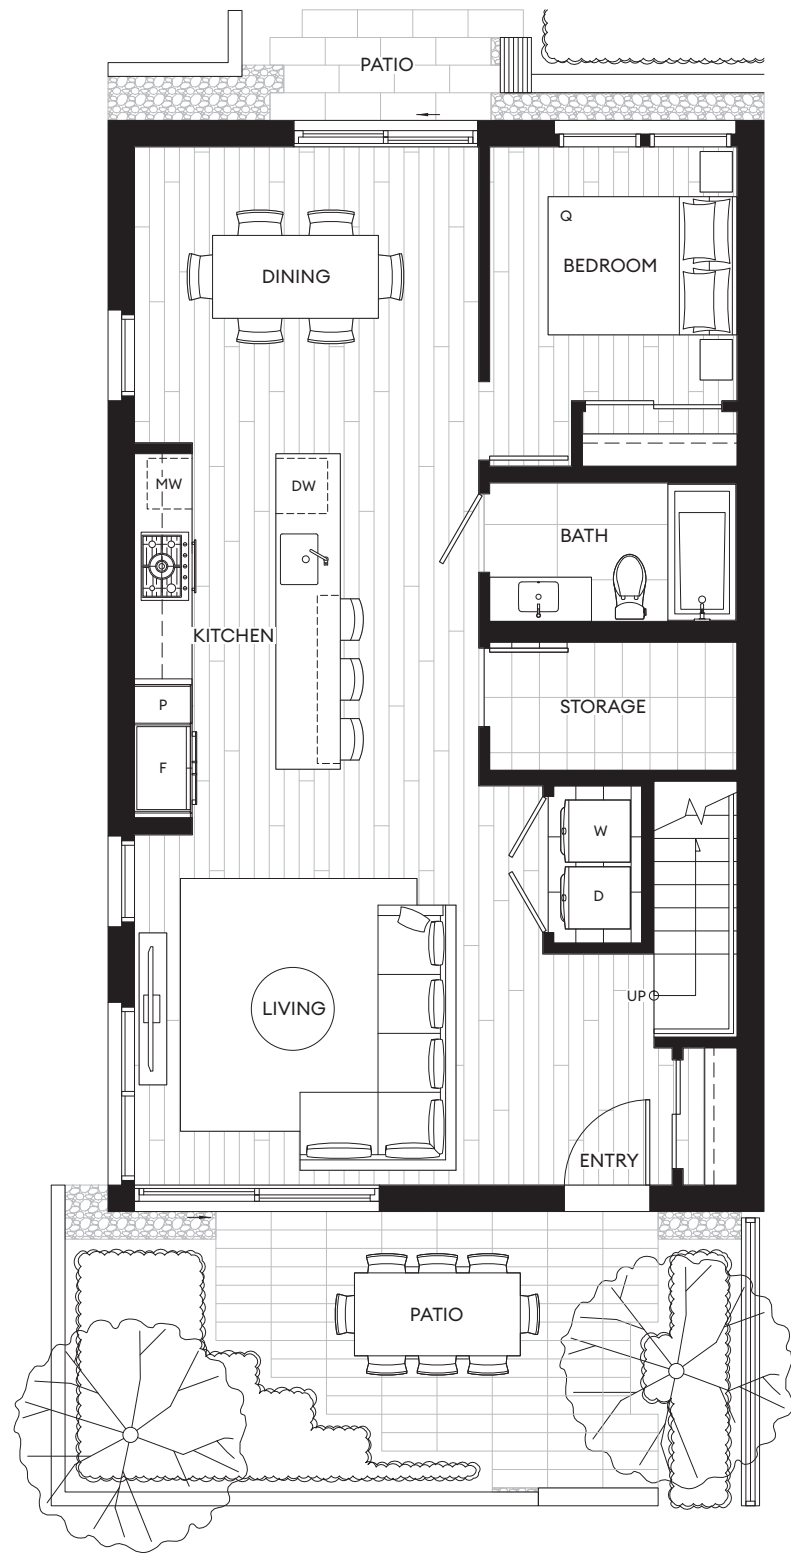 PATIO
Q
BEDROOM
DINING
MW
DW
BATH
KITCHEN
P
STORAGE
F
W
D
UP
LIVING
ENTRY
PATIO